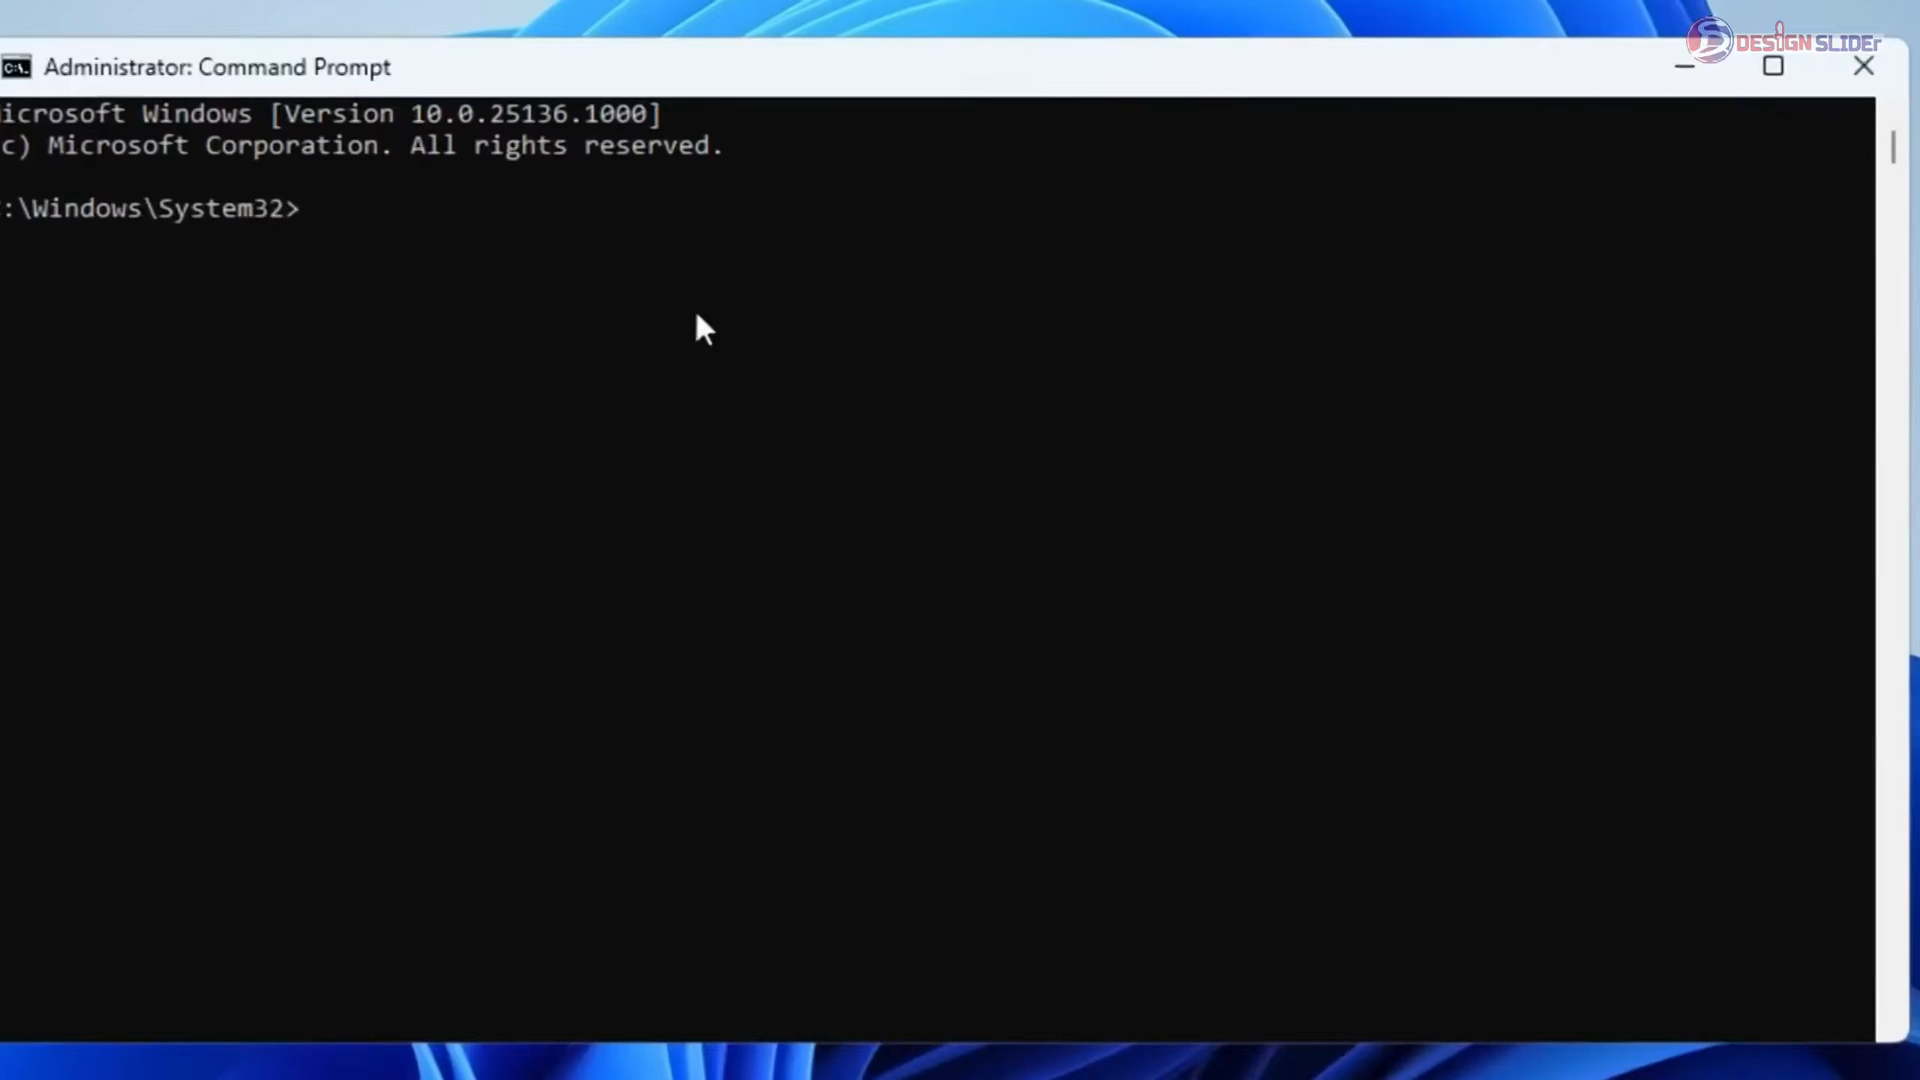 DESIGN SLIDEr
Administrator: Command Prompt
icrosoft Windows [Version 10.0.25136.1000]
c) Microsoft Corporation. All rights reserved.
:\Windows\System32>